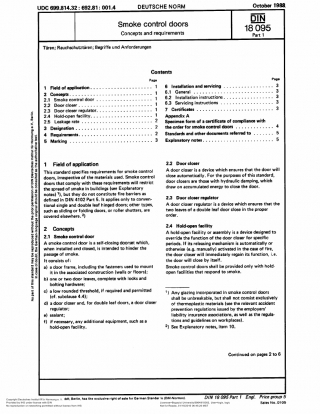 UDC 699.814.32 : 692.81 : 001.4
DEUTSCHE NORM
October 1988
Smoke control doors
Concepts and requirements
DIN
18 095
Part 1
Türen; Rauchschutztüren; Begriffe und Anforderungen
Contents
Page
1 Field of application 1
2 Concepts 1
2.1 Smoke control door 1
2.2 Door closer 1
2.3 Door closer regulator 1
2.4 Hold-open facility 1
2.5 Leakage rate 2
3 Designation 2
4 Requirements 2
5 Marking 3
Page
6 Installation and servicing 3
6.1 General 3
6.2 Installation instructions 3
6.3 Servicing instructions 3
7 Certificates 3
Appendix A
Specimen form of a certificate of compliance with
the order for smoke control doors 4
Standards and other documents referred to 5
Explanatory notes 5
1 Field of application
This standard specifies requirements for smoke control
doors, irrespective of the materials used. Smoke control
doors that comply with these requirements will restrict
the spread of smoke in buildings (see Explanatory
notes), but they do not constitute fire barriers as
defined in DIN 4102 Part 5. It applies only to conven-
tional single and double leaf hinged doors; other types,
such as sliding or folding doors, or roller shutters, are
covered elsewhere.
2 Concepts
2.1 Smoke control door
A smoke control door is a self-closing door, which,
when installed and closed, is intended to hinder the
passage of smoke.
It consists of:
a) a door frame, including the fasteners used to mount
it in the associated construction (walls or floors);
b) one or two door leaves, complete with locks and
bolting hardware;
c) a low rounded threshold, if required and permitted
(cf. subclause 4.4);
d) a door closer and, for double leaf doors, a door closer
regulator;
e) sealant;
f) if necessary, any additional equipment, such as a
hold-open facility.
2.2 Door closer
A door closer is a device which ensures that the door will
close automatically. For the purposes of this standard,
door closers are those with hydraulic damping, which
draw on accumulated energy to close the door.
2.3 Door closer regulator
A door closer regulator is a device which ensures that the
two leaves of a double leaf door close in the proper
order.
2.4 Hold-open facility
A hold-open facility or assembly is a device designed to
override the function of the door closer for specific
periods. If its releasing mechanism is automatically or
otherwise (e.g. manually) activated in the case of fire,
the door closer will immediately regain its function, i.e.
the door will close by itself.
Smoke control doors shall be provided only with hold
open facilities that respond to smoke.
1) Any glazing incorporated in smoke control doors
shall be unbreakable, but shall not consist exclusively
of thermoplastic materials (see the relevant accident
prevention regulations issued by the employers'
liability insurance associations, as well as the regula-
tions and guidelines on workplaces).
2) See Explanatory notes, item 10.
Continued on pages 2 to 6
DIN 18 095 Part 1 Engl. Price group 6